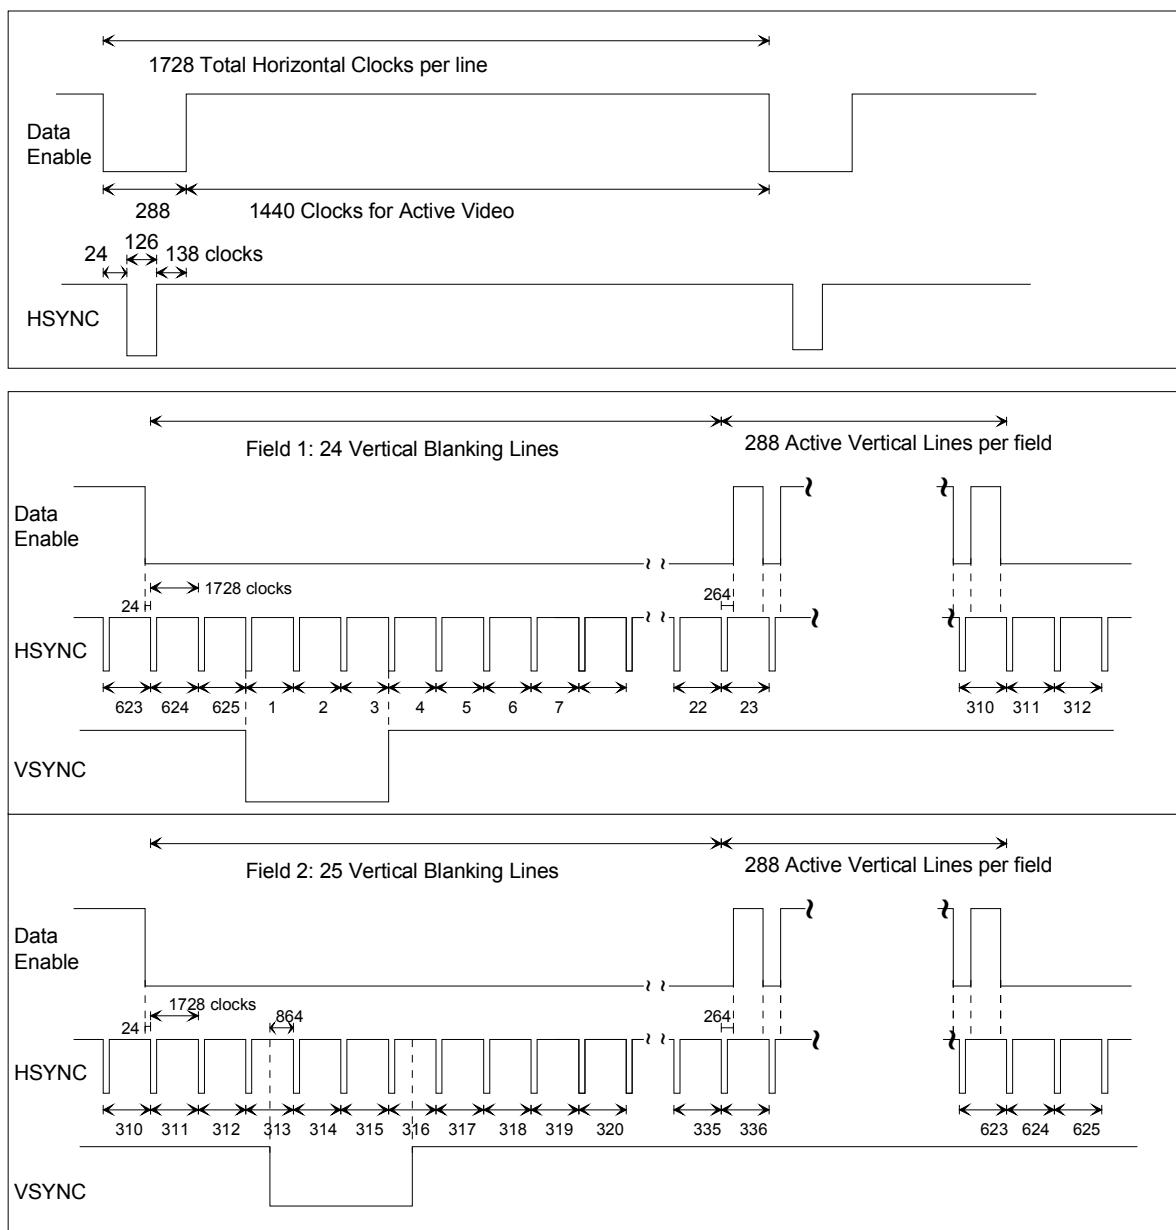 1728 Total Horizontal Clocks per line
Data
Enable
288
1440 Clocks for Active Video
126
24
138 clocks
HSYNC
Field 1: 24 Vertical Blanking Lines
288 Active Vertical Lines per field
Data
Enable
1728 clocks
24
264
HSYNC
623 624 625 1 2 3 4 5 6 7 22 23 310 311 312
VSYNC
Field 2: 25 Vertical Blanking Lines
288 Active Vertical Lines per field
Data
Enable
1728 clocks
864
24
264
HSYNC
310 311 312 313 314 315 316 317 318 319 320 335 336 623 624 625
VSYNC